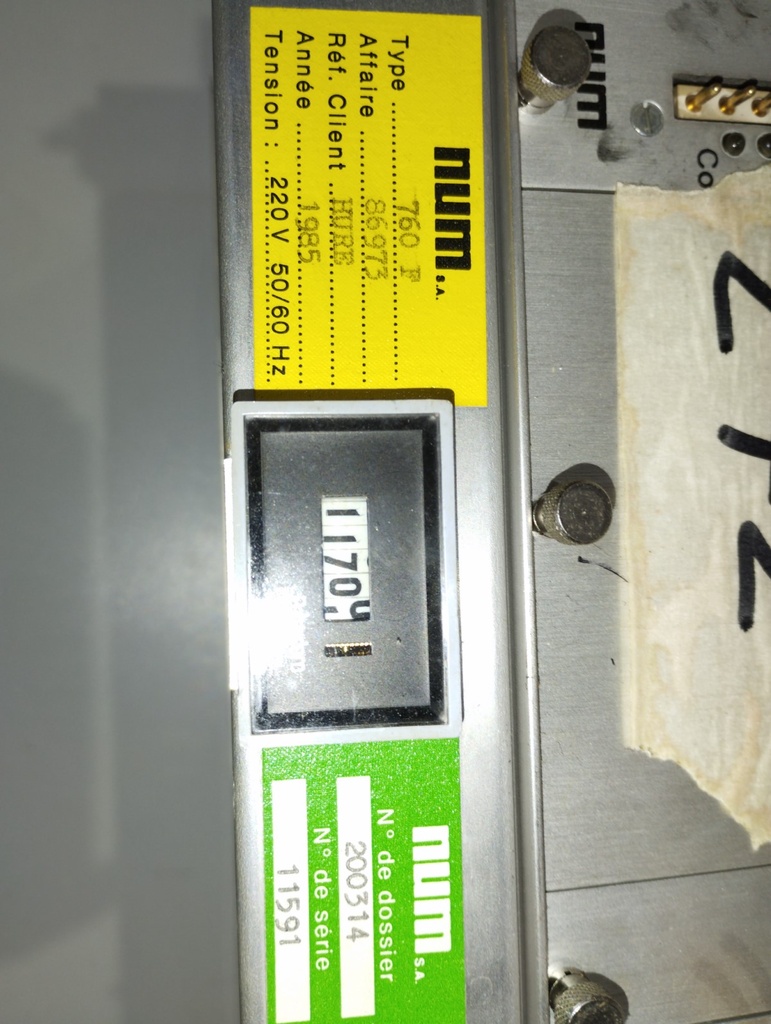 num S.A.
Type ........ 760 F
Affaire ........ 86973
Réf. Client .. HURE
Année ........ 1985
Tension : .. 220 V 50/60 Hz
num S.A.
N° de dossier
200314
N° de série
11591
num
Co